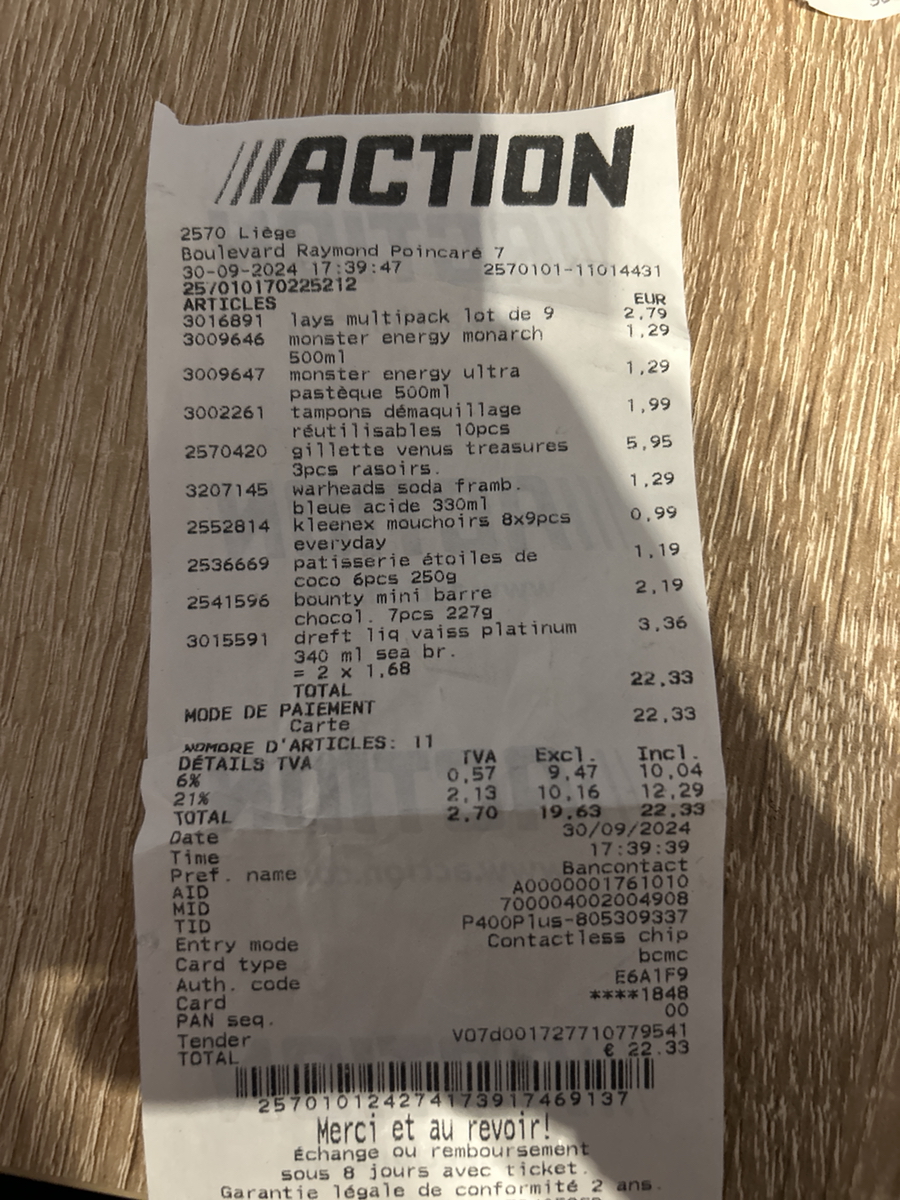 ///ACTION
2570 Liège
Boulevard Raymond Poincaré 7
30-09-2024 17:39:47 2570101-11014431
257010170225212
ARTICLES EUR
3016891 lays multipack lot de 9 2,79
3009646 monster energy monarch 1,29
500ml
3009647 monster energy ultra 1,29
pastèque 500ml
3002261 tampons démaquillage 1,99
réutilisables 10pcs
2570420 gillette venus treasures 5,95
3pcs rasoirs.
3207145 warheads soda framb. 1,29
bleue acide 330ml
2552814 kleenex mouchoirs 8x9pcs 0,99
everyday
2536669 patisserie étoiles de 1,19
coco 6pcs 250g
2541596 bounty mini barre 2,19
chocol. 7pcs 227g
3015591 dreft liq vaiss platinum 3,36
340 ml sea br.
= 2 x 1,68
TOTAL 22,33
MODE DE PAIEMENT
Carte 22,33
NOMBRE D'ARTICLES: 11
DÉTAILS TVA TVA Excl. Incl.
6% 0,57 9,47 10,04
21% 2,13 10,16 12,29
TOTAL 2,70 19,63 22,33
Date 30/09/2024
Time 17:39:39
Pref. name Bancontact
AID A0000001761010
MID 700004002004908
TID P400Plus-805309337
Entry mode Contactless chip
Card type bcmc
Auth. code E6A1F9
Card ****1848
PAN seq. 00
Tender V07d001727710779541
TOTAL € 22.33
257010124274173917469137
Merci et au revoir!
Échange ou remboursement
sous 8 jours avec ticket.
Garantie légale de conformité 2 ans.